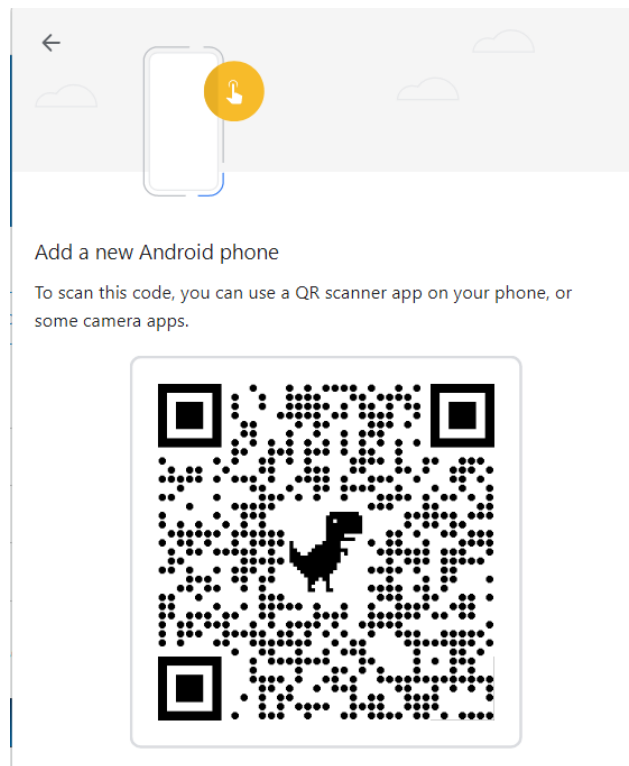 Add a new Android phone
To scan this code, you can use a QR scanner app on your phone, or
some camera apps.